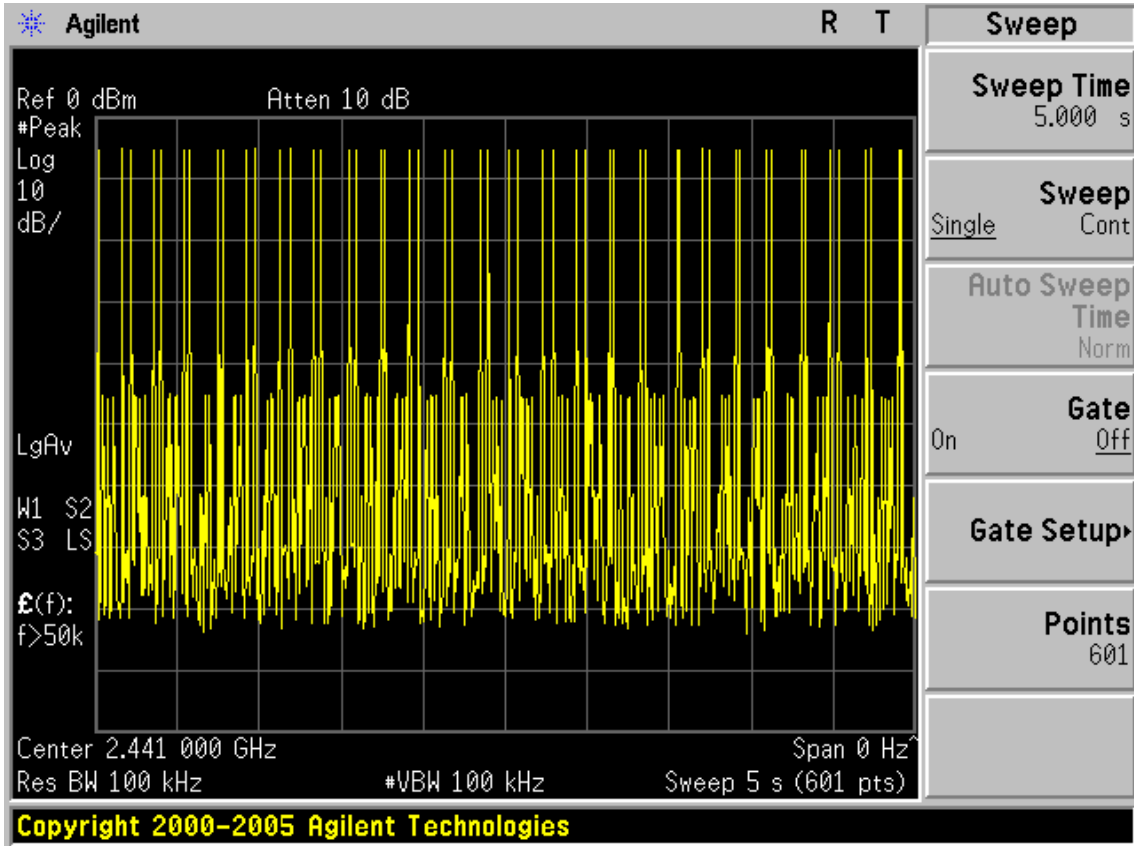 Agilent
R T
Sweep
Ref 0 dBm Atten 10 dB
#Peak
Log
10
dB/
LgAv
W1 S2
S3 LS
£(f):
f>50k
Center 2.441 000 GHz Span 0 Hz^
Res BW 100 kHz #VBW 100 kHz Sweep 5 s (601 pts)
Copyright 2000-2005 Agilent Technologies
Sweep Time
5.000 s
Sweep
Single Cont
Auto Sweep
Time
Norm
Gate
On Off
Gate Setup▸
Points
601